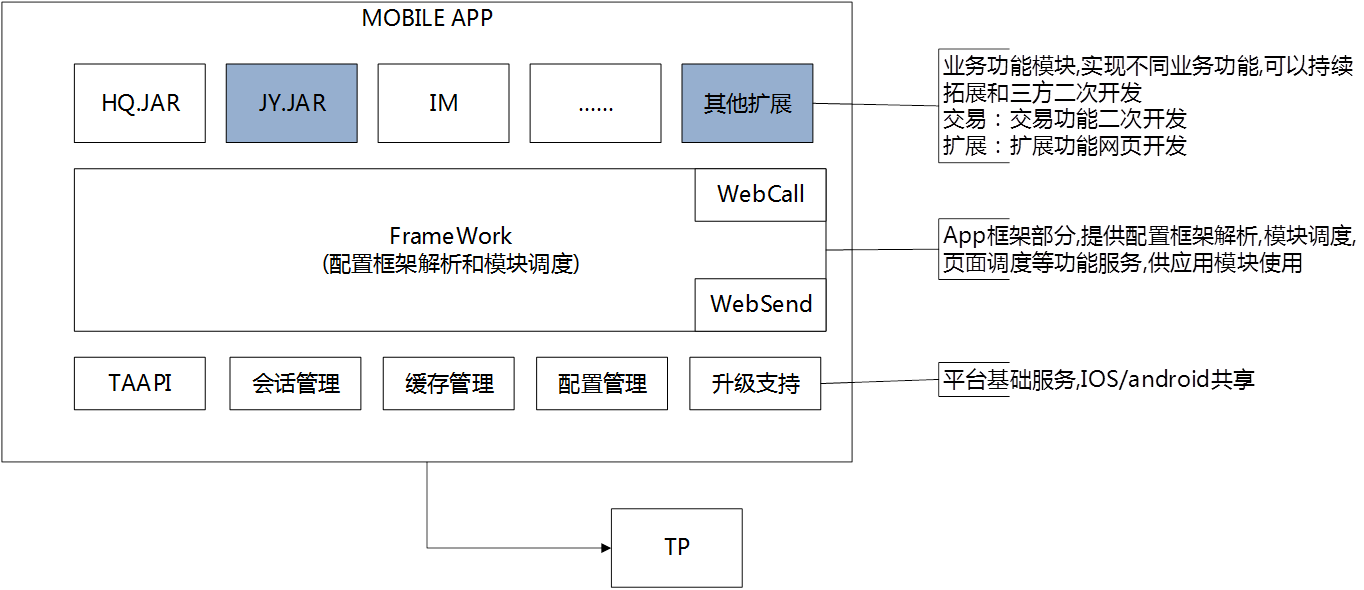 MOBILE APP
HQ.JAR
JY.JAR
IM
......
其他扩展
业务功能模块,实现不同业务功能,可以持续
拓展和三方二次开发
交易：交易功能二次开发
扩展：扩展功能网页开发
WebCall
FrameWork
(配置框架解析和模块调度)
WebSend
App框架部分,提供配置框架解析,模块调度,
页面调度等功能服务,供应用模块使用
TAAPI
会话管理
缓存管理
配置管理
升级支持
平台基础服务,IOS/android共享
TP